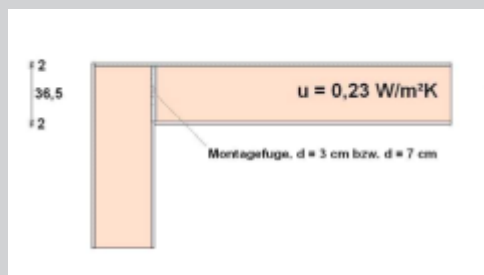 2
36,5
2
u = 0,23 W/m²K
Montagefuge, d = 3 cm bzw. d = 7 cm